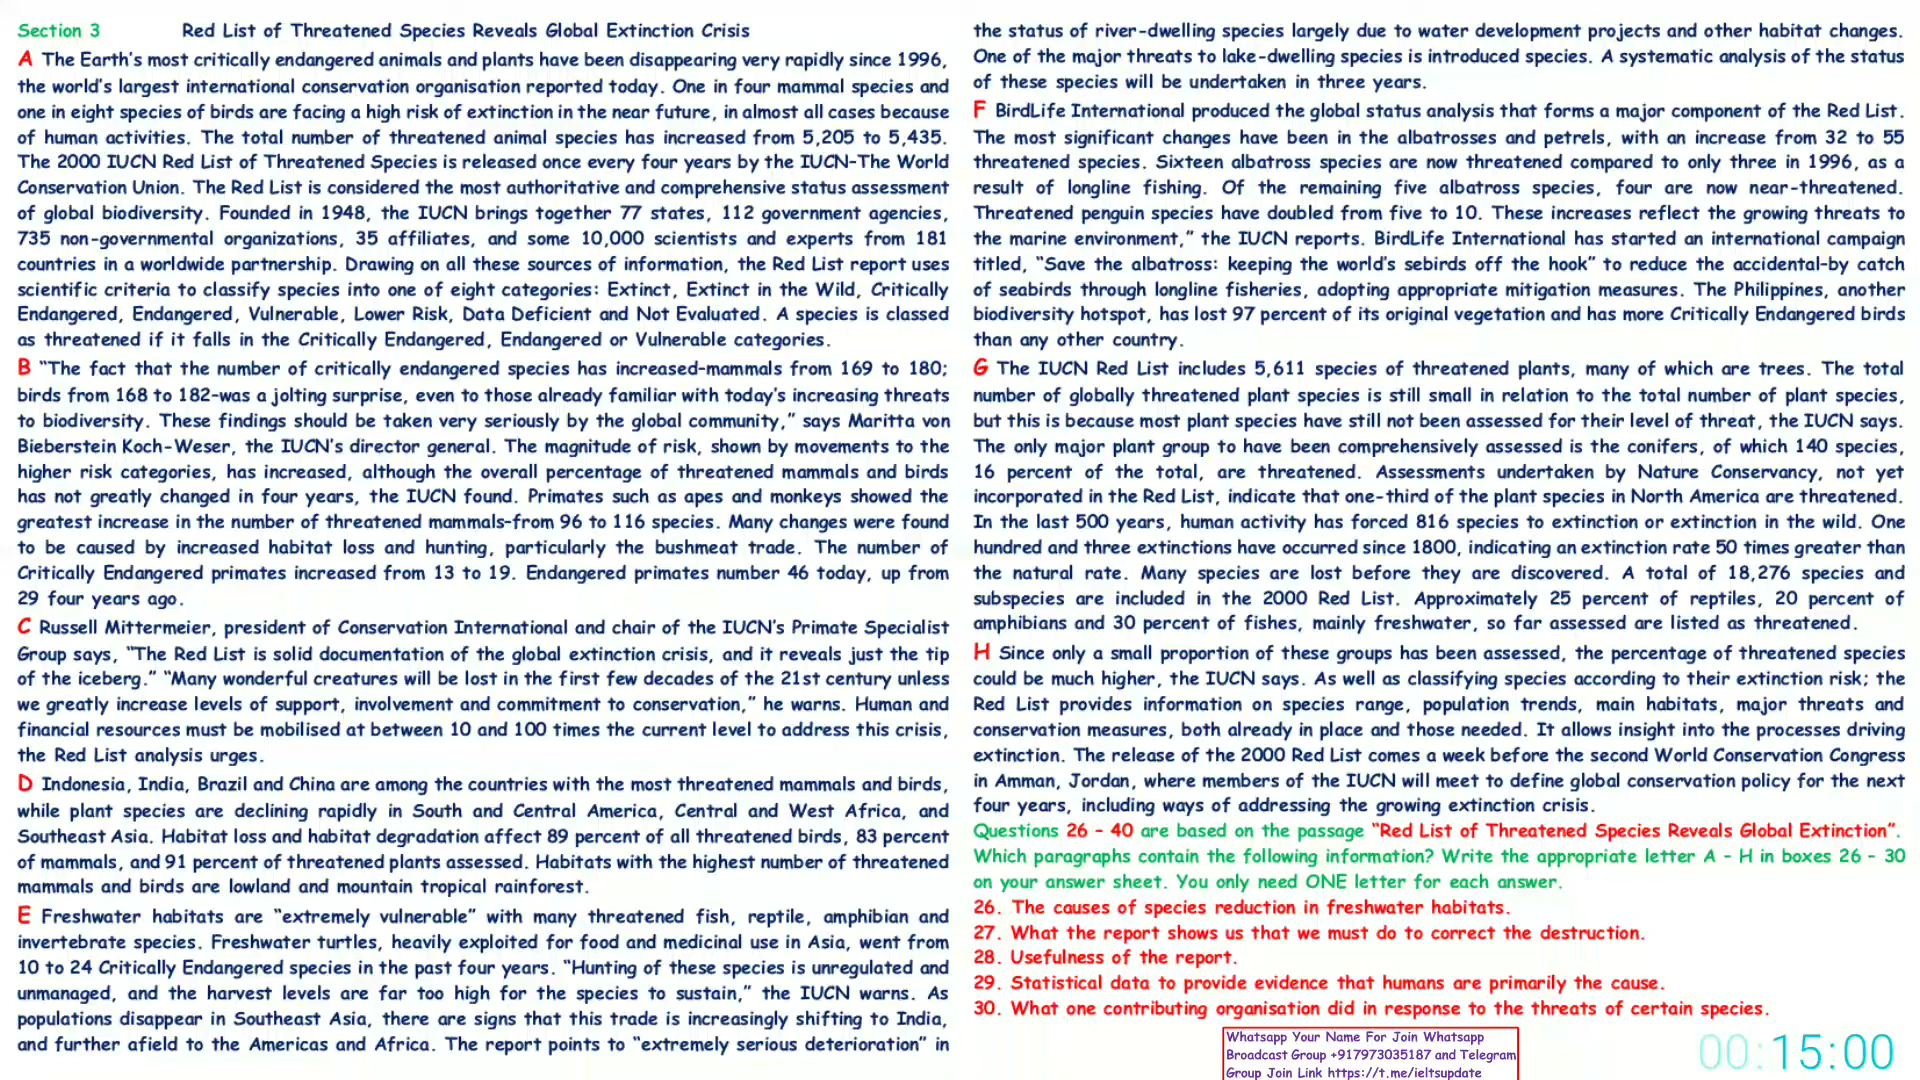 Section 3 Red List of Threatened Species Reveals Global Extinction Crisis
A The Earth's most critically endangered animals and plants have been disappearing very rapidly since 1996,
the world's largest international conservation organisation reported today. One in four mammal species and
one in eight species of birds are facing a high risk of extinction in the near future, in almost all cases because
of human activities. The total number of threatened animal species has increased from 5,205 to 5,435.
The 2000 IUCN Red List of Threatened Species is released once every four years by the IUCN-The World
Conservation Union. The Red List is considered the most authoritative and comprehensive status assessment
of global biodiversity. Founded in 1948, the IUCN brings together 77 states, 112 government agencies,
735 non-governmental organizations, 35 affiliates, and some 10,000 scientists and experts from 181
countries in a worldwide partnership. Drawing on all these sources of information, the Red List report uses
scientific criteria to classify species into one of eight categories: Extinct, Extinct in the Wild, Critically
Endangered, Endangered, Vulnerable, Lower Risk, Data Deficient and Not Evaluated. A species is classed
as threatened if it falls in the Critically Endangered, Endangered or Vulnerable categories.
B "The fact that the number of critically endangered species has increased-mammals from 169 to 180;
birds from 168 to 182-was a jolting surprise, even to those already familiar with today's increasing threats
to biodiversity. These findings should be taken very seriously by the global community," says Maritta von
Bieberstein Koch-Weser, the IUCN's director general. The magnitude of risk, shown by movements to the
higher risk categories, has increased, although the overall percentage of threatened mammals and birds
has not greatly changed in four years, the IUCN found. Primates such as apes and monkeys showed the
greatest increase in the number of threatened mammals-from 96 to 116 species. Many changes were found
to be caused by increased habitat loss and hunting, particularly the bushmeat trade. The number of
Critically Endangered primates increased from 13 to 19. Endangered primates number 46 today, up from
29 four years ago.
C Russell Mittermeier, president of Conservation International and chair of the IUCN's Primate Specialist
Group says, "The Red List is solid documentation of the global extinction crisis, and it reveals just the tip
of the iceberg." "Many wonderful creatures will be lost in the first few decades of the 21st century unless
we greatly increase levels of support, involvement and commitment to conservation," he warns. Human and
financial resources must be mobilised at between 10 and 100 times the current level to address this crisis,
the Red List analysis urges.
D Indonesia, India, Brazil and China are among the countries with the most threatened mammals and birds,
while plant species are declining rapidly in South and Central America, Central and West Africa, and
Southeast Asia. Habitat loss and habitat degradation affect 89 percent of all threatened birds, 83 percent
of mammals, and 91 percent of threatened plants assessed. Habitats with the highest number of threatened
mammals and birds are lowland and mountain tropical rainforest.
E Freshwater habitats are "extremely vulnerable" with many threatened fish, reptile, amphibian and
invertebrate species. Freshwater turtles, heavily exploited for food and medicinal use in Asia, went from
10 to 24 Critically Endangered species in the past four years. "Hunting of these species is unregulated and
unmanaged, and the harvest levels are far too high for the species to sustain," the IUCN warns. As
populations disappear in Southeast Asia, there are signs that this trade is increasingly shifting to India,
and further afield to the Americas and Africa. The report points to "extremely serious deterioration" in
the status of river-dwelling species largely due to water development projects and other habitat changes.
One of the major threats to lake-dwelling species is introduced species. A systematic analysis of the status
of these species will be undertaken in three years.
F BirdLife International produced the global status analysis that forms a major component of the Red List.
The most significant changes have been in the albatrosses and petrels, with an increase from 32 to 55
threatened species. Sixteen albatross species are now threatened compared to only three in 1996, as a
result of longline fishing. Of the remaining five albatross species, four are now near-threatened.
Threatened penguin species have doubled from five to 10. These increases reflect the growing threats to
the marine environment," the IUCN reports. BirdLife International has started an international campaign
titled, "Save the albatross: keeping the world's sebirds off the hook" to reduce the accidental-by catch
of seabirds through longline fisheries, adopting appropriate mitigation measures. The Philippines, another
biodiversity hotspot, has lost 97 percent of its original vegetation and has more Critically Endangered birds
than any other country.
G The IUCN Red List includes 5,611 species of threatened plants, many of which are trees. The total
number of globally threatened plant species is still small in relation to the total number of plant species,
but this is because most plant species have still not been assessed for their level of threat, the IUCN says.
The only major plant group to have been comprehensively assessed is the conifers, of which 140 species,
16 percent of the total, are threatened. Assessments undertaken by Nature Conservancy, not yet
incorporated in the Red List, indicate that one-third of the plant species in North America are threatened.
In the last 500 years, human activity has forced 816 species to extinction or extinction in the wild. One
hundred and three extinctions have occurred since 1800, indicating an extinction rate 50 times greater than
the natural rate. Many species are lost before they are discovered. A total of 18,276 species and
subspecies are included in the 2000 Red List. Approximately 25 percent of reptiles, 20 percent of
amphibians and 30 percent of fishes, mainly freshwater, so far assessed are listed as threatened.
H Since only a small proportion of these groups has been assessed, the percentage of threatened species
could be much higher, the IUCN says. As well as classifying species according to their extinction risk; the
Red List provides information on species range, population trends, main habitats, major threats and
conservation measures, both already in place and those needed. It allows insight into the processes driving
extinction. The release of the 2000 Red List comes a week before the second World Conservation Congress
in Amman, Jordan, where members of the IUCN will meet to define global conservation policy for the next
four years, including ways of addressing the growing extinction crisis.
Questions 26 - 40 are based on the passage "Red List of Threatened Species Reveals Global Extinction".
Which paragraphs contain the following information? Write the appropriate letter A - H in boxes 26 - 30
on your answer sheet. You only need ONE letter for each answer.
26. The causes of species reduction in freshwater habitats.
27. What the report shows us that we must do to correct the destruction.
28. Usefulness of the report.
29. Statistical data to provide evidence that humans are primarily the cause.
30. What one contributing organisation did in response to the threats of certain species.
Whatsapp Your Name For Join Whatsapp
Broadcast Group +917973035187 and Telegram
Group Join Link https://t.me/ieltsupdate
00:15:00